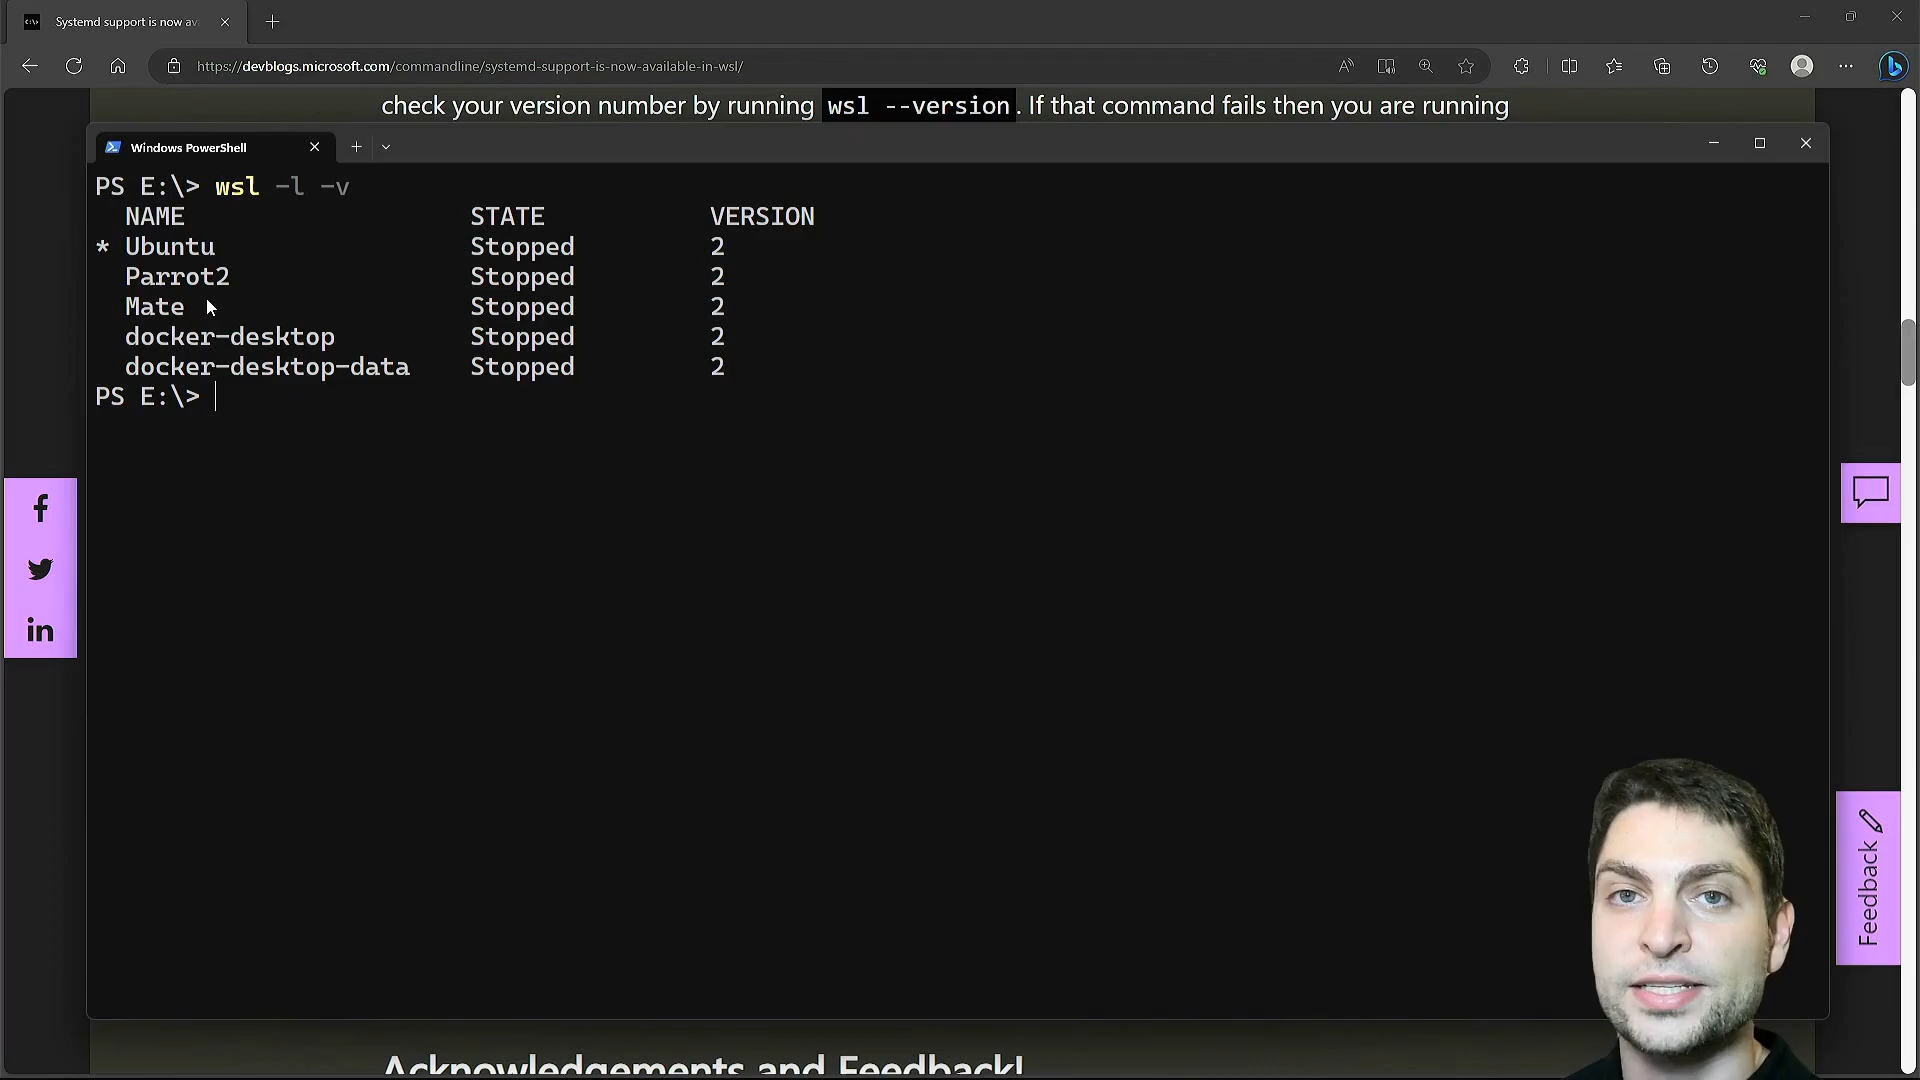 Systemd support is now av
https://devblogs.microsoft.com/commandline/systemd-support-is-now-available-in-wsl/
check your version number by running wsl --version. If that command fails then you are running
Windows PowerShell
PS E:\> wsl -l -v
NAME STATE VERSION
* Ubuntu Stopped 2
Parrot2 Stopped 2
Mate Stopped 2
docker-desktop Stopped 2
docker-desktop-data Stopped 2
PS E:\>
Feedback
Acknowledgements and Feedback!